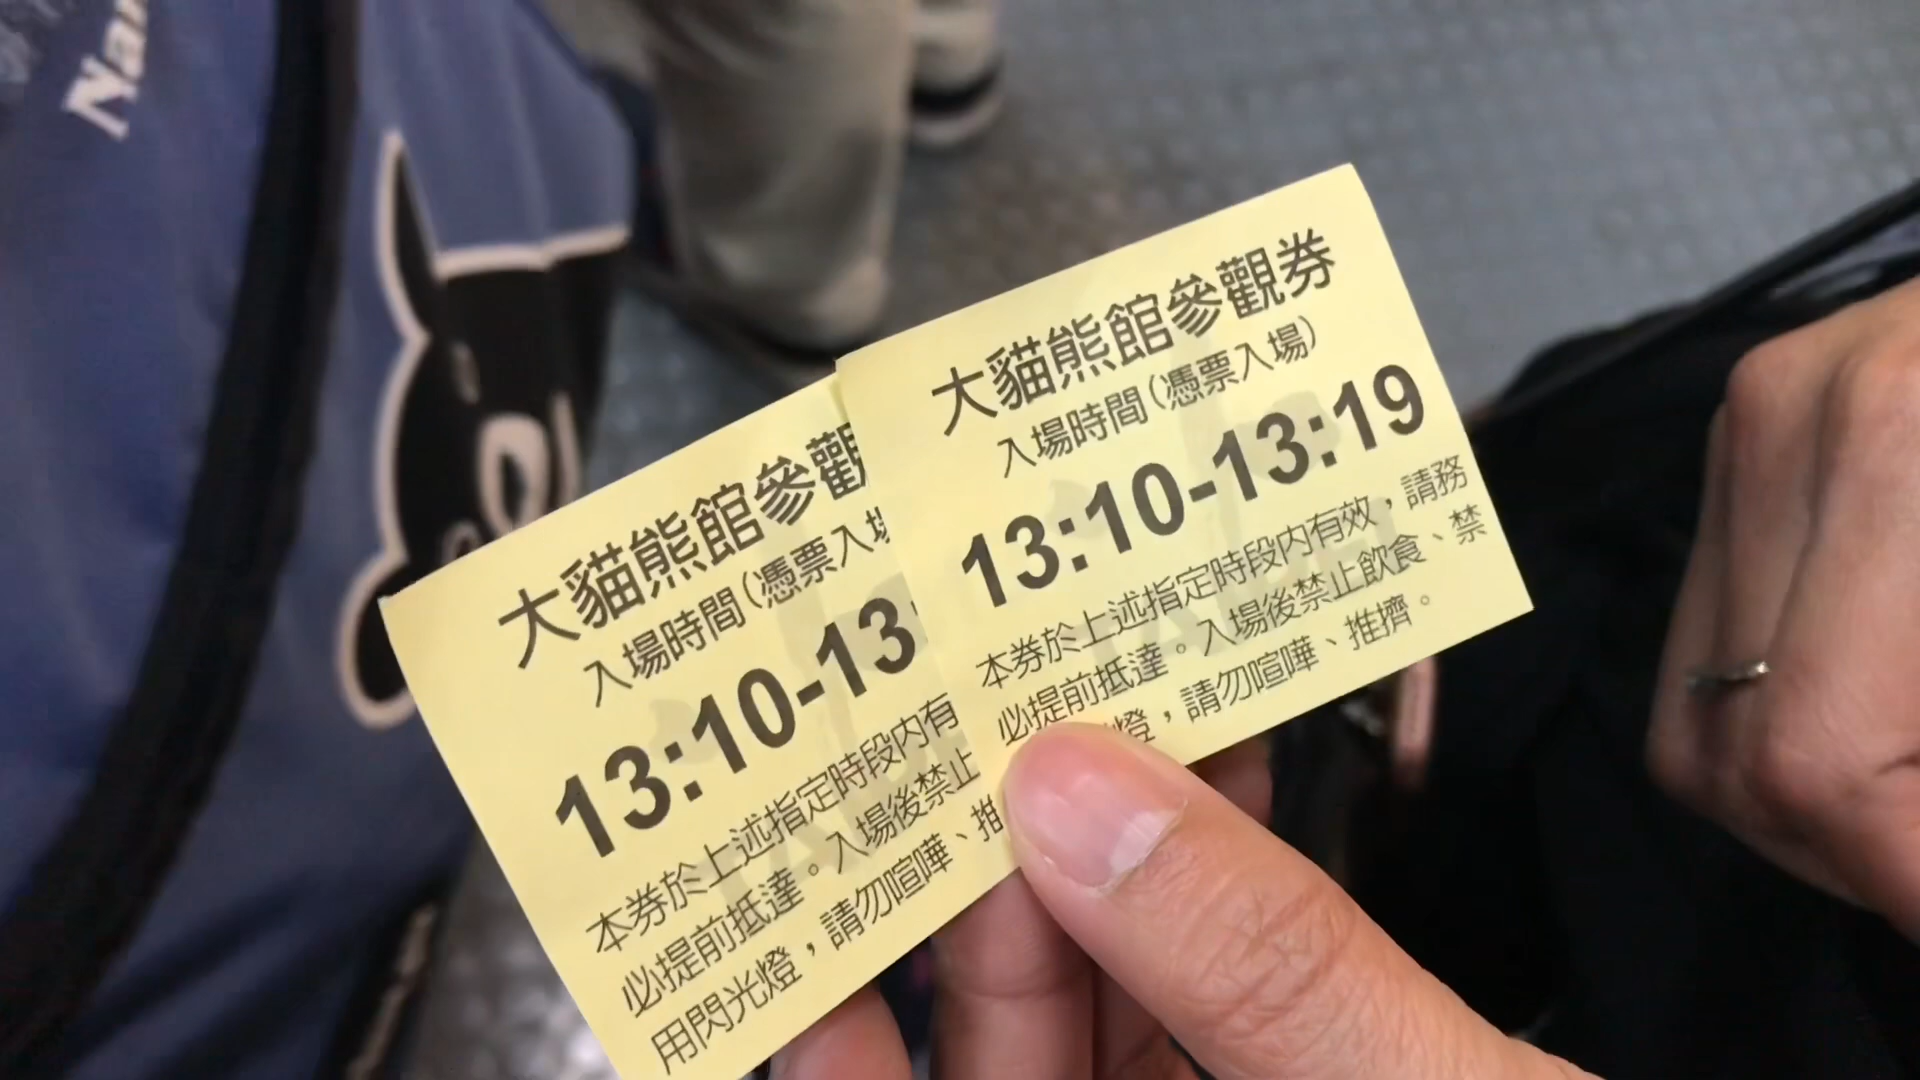 Nan
大貓熊館參觀
入場時間(憑票入場
13:10-13
本券於上述指定時段內有
必提前抵達。入場後禁止
用閃光燈，請勿喧嘩、推
大貓熊館參觀券
入場時間(憑票入場)
13:10-13:19
本券於上述指定時段內有效，請務
必提前抵達。入場後禁止飲食、禁
燈，請勿喧嘩、推擠。